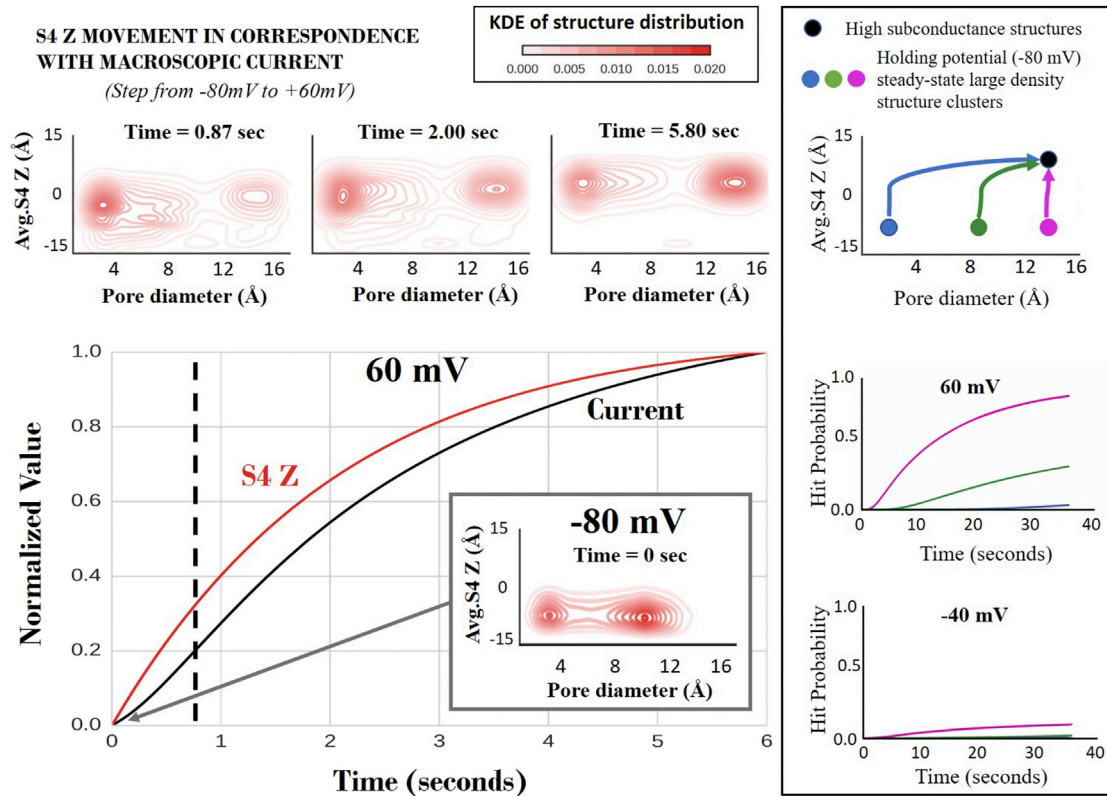 S4 Z MOVEMENT IN CORRESPONDENCE
WITH MACROSCOPIC CURRENT
(Step from -80mV to +60mV)
KDE of structure distribution
0.000 0.005 0.010 0.015 0.020
Time = 0.87 sec
Time = 2.00 sec
Time = 5.80 sec
Avg.S4 Z (Å)
15
0
-15
4 8 12 16
4 8 12 16
4 8 12 16
Pore diameter (Å)
Pore diameter (Å)
Pore diameter (Å)
60 mV
Current
S4 Z
Normalized Value
1.0
0.8
0.6
0.4
0.2
0.0
0 1 2 3 4 5 6
Time (seconds)
-80 mV
Time = 0 sec
Avg.S4 Z (Å)
15
0
-15
4 8 12 16
Pore diameter (Å)
High subconductance structures
Holding potential (-80 mV)
steady-state large density
structure clusters
Avg.S4 Z (Å)
15
0
-15
4 8 12 16
Pore diameter (Å)
60 mV
Hit Probability
1.0
0.5
0.0
0 10 20 30 40
Time (seconds)
-40 mV
Hit Probability
1.0
0.5
0.0
0 10 20 30 40
Time (seconds)